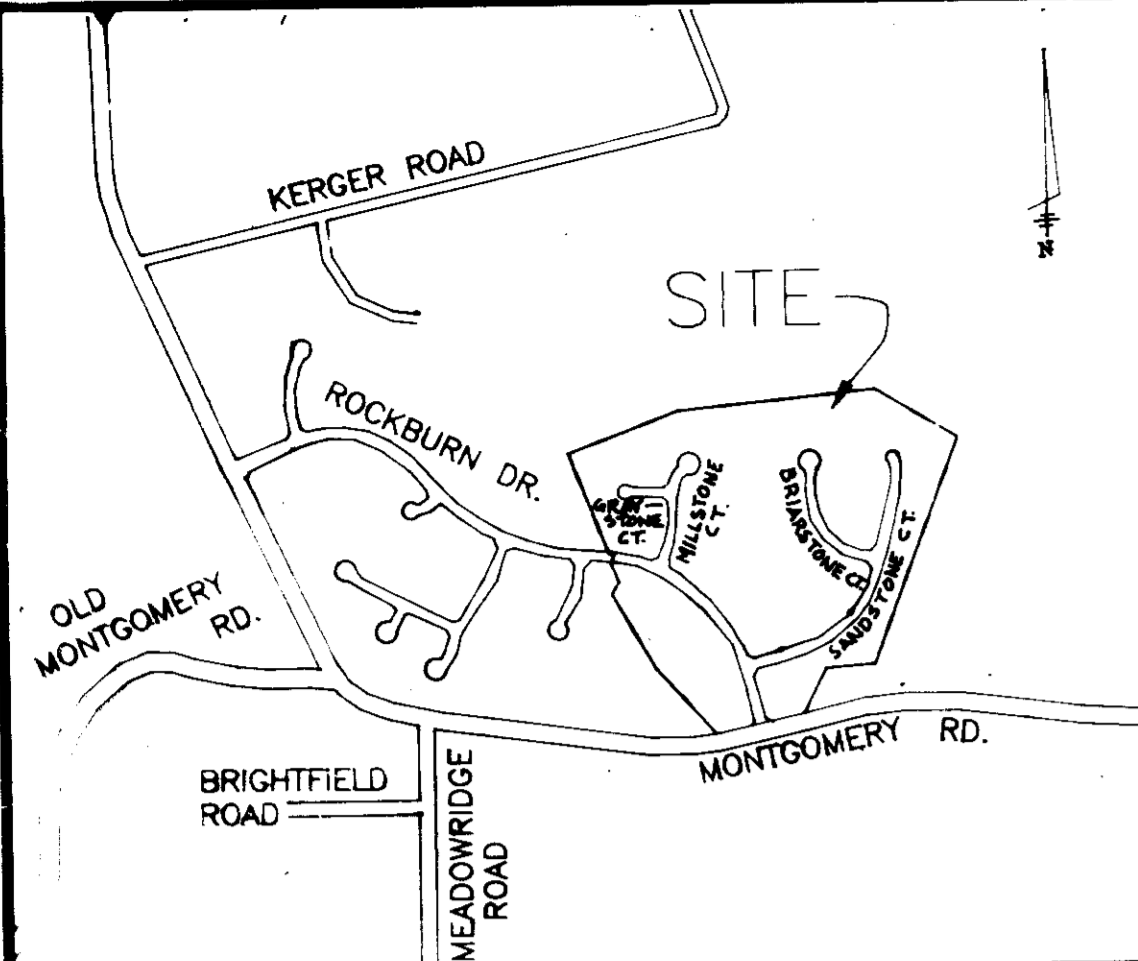 KERGER ROAD
N
SITE
ROCKBURN DR.
STONE
CT.
MILLSTONE
CT.
BRIARSTONE CT.
SANDSTONE CT.
OLD
MONTGOMERY
RD.
MONTGOMERY RD.
BRIGHTFIELD
ROAD
MEADOWRIDGE
ROAD